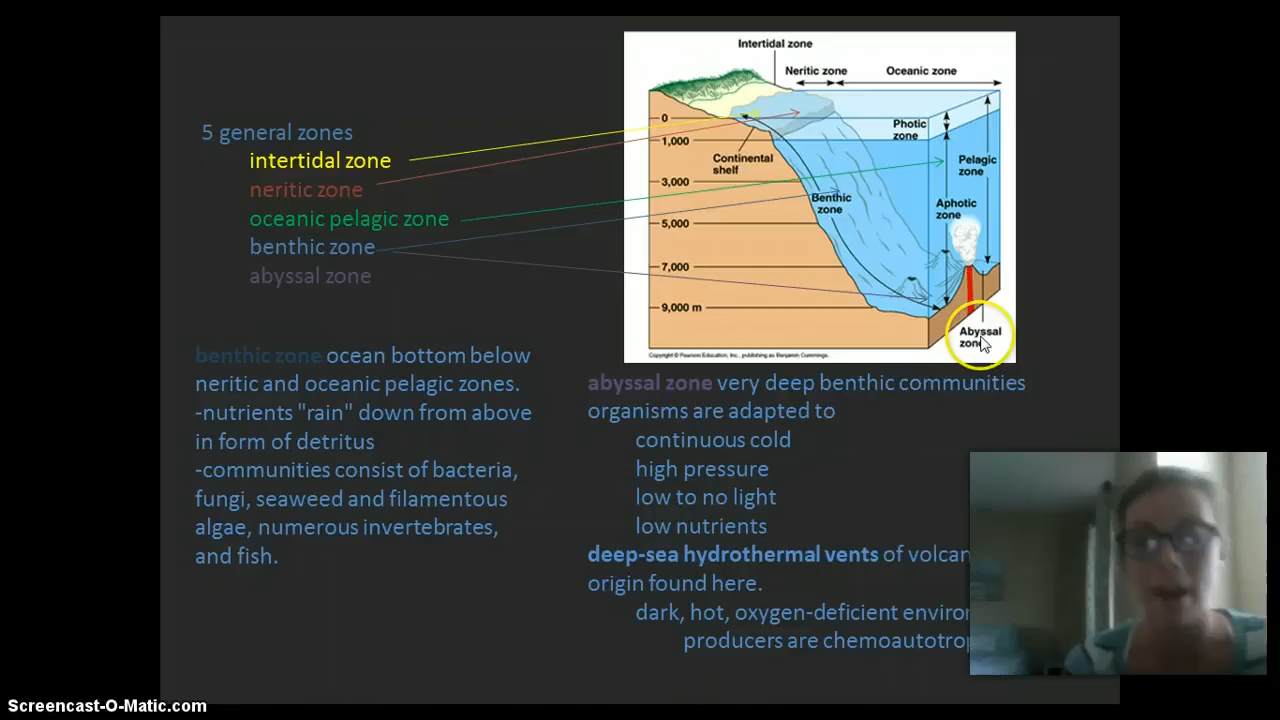 5 general zones
intertidal zone
neritic zone
oceanic pelagic zone
benthic zone
abyssal zone
benthic zone ocean bottom below
neritic and oceanic pelagic zones.
-nutrients "rain" down from above
in form of detritus
-communities consist of bacteria,
fungi, seaweed and filamentous
algae, numerous invertebrates,
and fish.
Intertidal zone
Neritic zone
Oceanic zone
0
1,000
3,000
5,000
7,000
9,000 m
Continental
shelf
Benthic
zone
Photic
zone
Pelagic
zone
Aphotic
zone
Abyssal
zone
Copyright © Pearson Education, Inc., publishing as Benjamin Cummings.
abyssal zone very deep benthic communities
organisms are adapted to
continuous cold
high pressure
low to no light
low nutrients
deep-sea hydrothermal vents of volcan
origin found here.
dark, hot, oxygen-deficient environ
producers are chemoautotrop
Screencast-O-Matic.com